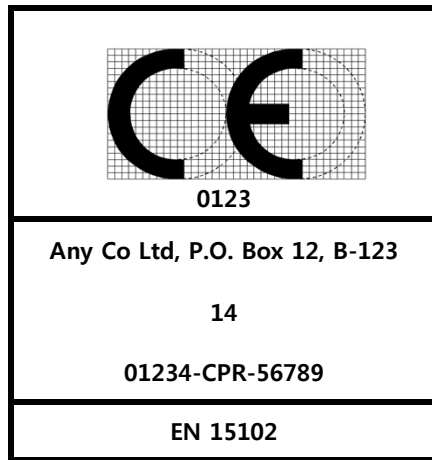 CE
0123
Any Co Ltd, P.O. Box 12, B-123
14
01234-CPR-56789
EN 15102